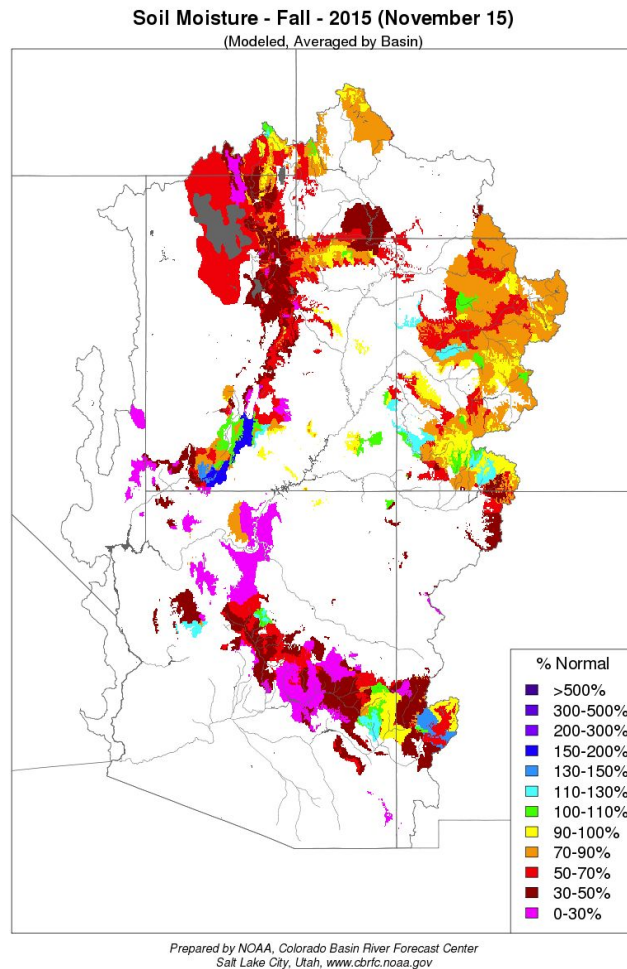 Soil Moisture - Fall - 2015 (November 15)
(Modeled, Averaged by Basin)
% Normal
>500%
300-500%
200-300%
150-200%
130-150%
110-130%
100-110%
90-100%
70-90%
50-70%
30-50%
0-30%
Prepared by NOAA, Colorado Basin River Forecast Center
Salt Lake City, Utah, www.cbrfc.noaa.gov